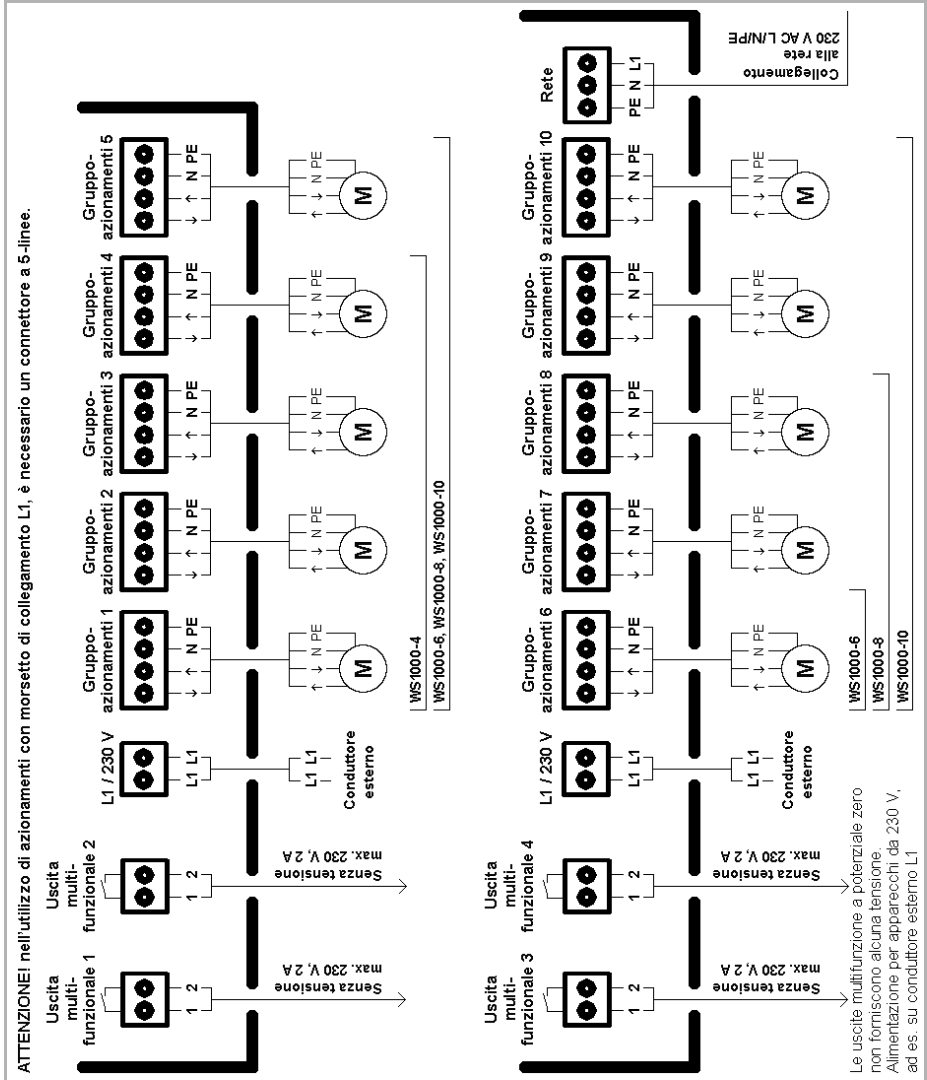 ATTENZIONE! nell'utilizzo di azionamenti con morsetto di collegamento L1, è necessario un connettore a 5-linee.
Uscita
multi-
funzionale 1
1 2
Senza tensione
max. 230 V, 2 A
Uscita
multi-
funzionale 2
1 2
Senza tensione
max. 230 V, 2 A
L1 / 230 V
L1 L1
L1 L1
Conduttore
esterno
Gruppo-
azionamenti 1
→ ← N PE
← → N PE
M
Gruppo-
azionamenti 2
→ ← N PE
← → N PE
M
Gruppo-
azionamenti 3
→ ← N PE
← → N PE
M
Gruppo-
azionamenti 4
→ ← N PE
← → N PE
M
Gruppo-
azionamenti 5
→ ← N PE
← → N PE
M
WS1000-4
WS1000-6, WS1000-8, WS1000-10
Uscita
multi-
funzionale 3
1 2
Senza tensione
max. 230 V, 2 A
Uscita
multi-
funzionale 4
1 2
Senza tensione
max. 230 V, 2 A
L1 / 230 V
L1 L1
L1 L1
Conduttore
esterno
Gruppo-
azionamenti 6
→ ← N PE
← → N PE
M
Gruppo-
azionamenti 7
→ ← N PE
← → N PE
M
Gruppo-
azionamenti 8
→ ← N PE
← → N PE
M
Gruppo-
azionamenti 9
→ ← N PE
← → N PE
M
Gruppo-
azionamenti 10
→ ← N PE
← → N PE
M
Rete
PE N L1
Collegamento
alla rete
230 V AC L/N/PE
WS1000-6
WS1000-8
WS1000-10
Le uscite multifunzione a potenziale zero
non forniscono alcuna tensione.
Alimentazione per apparecchi da 230 V,
ad es. su conduttore esterno L1